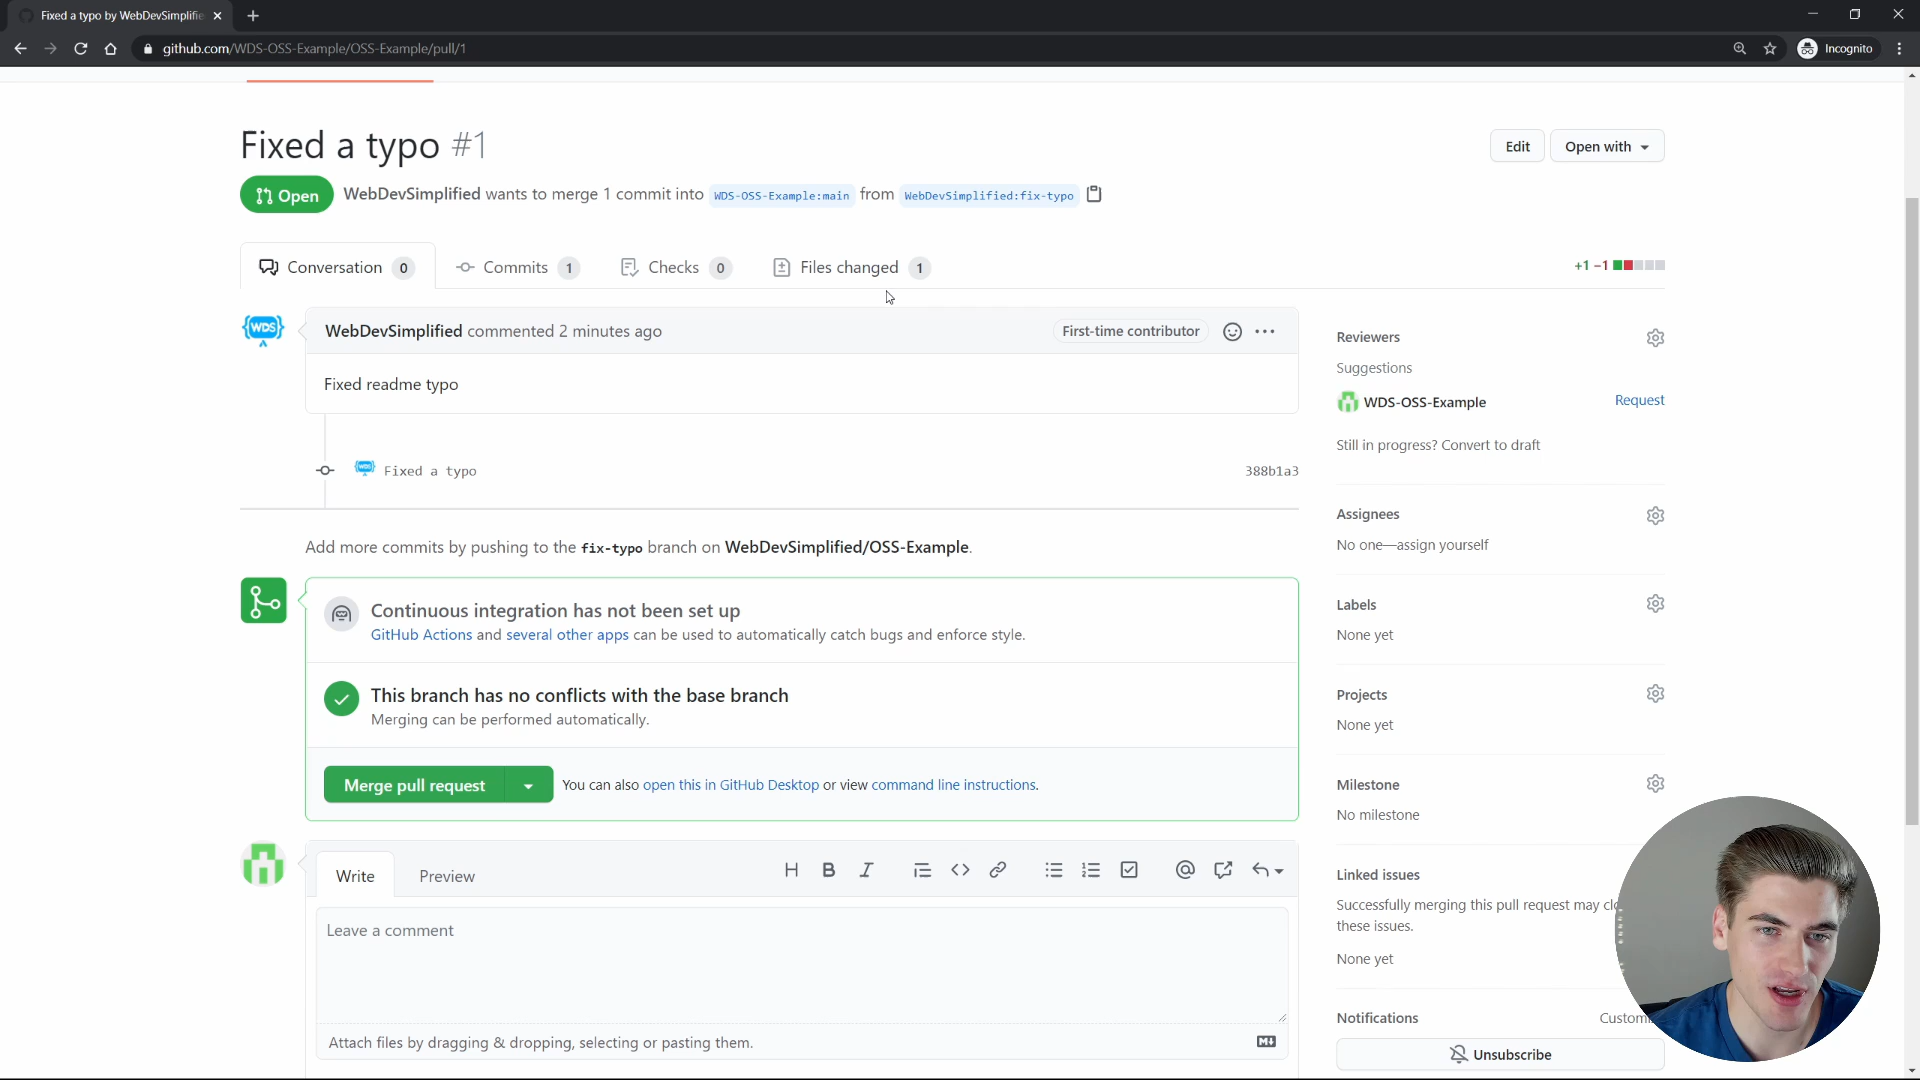 Fixed a typo by WebDevSimplifie
github.com/WDS-OSS-Example/OSS-Example/pull/1
Incognito
Fixed a typo #1
Edit
Open with
Open
WebDevSimplified wants to merge 1 commit into WDS-OSS-Example:main from WebDevSimplified:fix-typo
Conversation 0
Commits 1
Checks 0
Files changed 1
+1 −1
WDS
WebDevSimplified commented 2 minutes ago
First-time contributor
Fixed readme typo
WDS
Fixed a typo
388b1a3
Add more commits by pushing to the fix-typo branch on WebDevSimplified/OSS-Example.
Continuous integration has not been set up
GitHub Actions and several other apps can be used to automatically catch bugs and enforce style.
This branch has no conflicts with the base branch
Merging can be performed automatically.
Merge pull request
You can also open this in GitHub Desktop or view command line instructions.
Write
Preview
Leave a comment
Attach files by dragging & dropping, selecting or pasting them.
Reviewers
Suggestions
WDS-OSS-Example
Request
Still in progress? Convert to draft
Assignees
No one—assign yourself
Labels
None yet
Projects
None yet
Milestone
No milestone
Linked issues
Successfully merging this pull request may clo
these issues.
None yet
Notifications
Customi
Unsubscribe